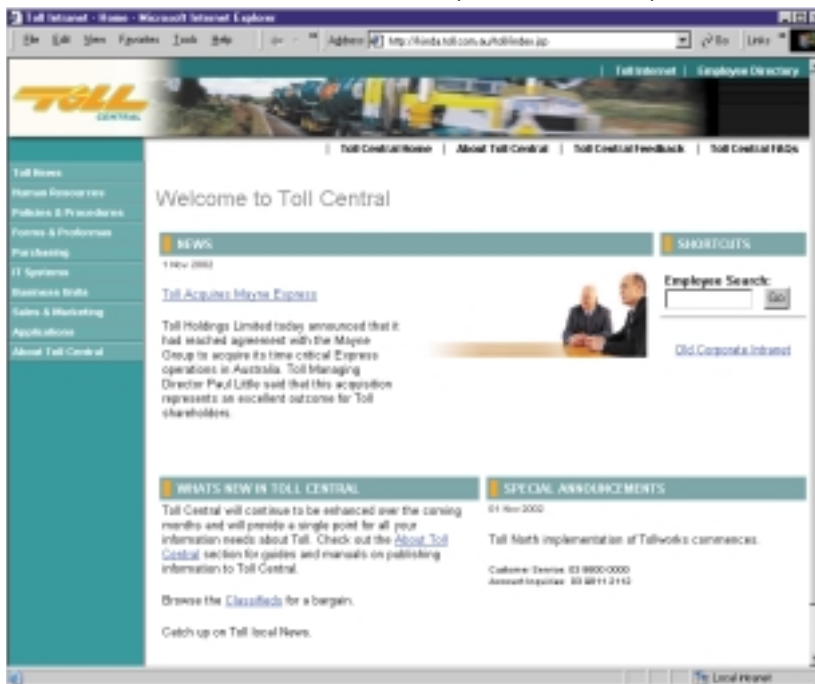 Toll Intranet - Home - Microsoft Internet Explorer
File Edit View Favorites Tools Help
Address
Go Links
Toll Internet | Employee Directory
TOLL
CENTRAL
| Toll Central Home | About Toll Central | Toll Central Feedback | Toll Central FAQs
Toll News
Human Resources
Policies & Procedures
Forms & Proformas
Purchasing
IT Systems
Business Units
Sales & Marketing
Applications
About Toll Central
Welcome to Toll Central
NEWS
1 Nov 2002
Toll Acquires Mayne Express
Toll Holdings Limited today announced that it
had reached agreement with the Mayne
Group to acquire its time critical Express
operations in Australia. Toll Managing
Director Paul Little said that this acquisition
represents an excellent outcome for Toll
shareholders.
SHORTCUTS
Employee Search:
Go
Old Corporate Intranet
WHATS NEW IN TOLL CENTRAL
Toll Central will continue to be enhanced over the coming
months and will provide a single point for all your
information needs about Toll. Check out the About Toll
Central section for guides and manuals on publishing
information to Toll Central.
Browse the Classifieds for a bargain.
Catch up on Toll local News.
SPECIAL ANNOUNCEMENTS
01 Nov 2002
Toll North implementation of Tollworks commences.
Customer Service: 03 9800 0000
Account Inquiries:
Local intranet